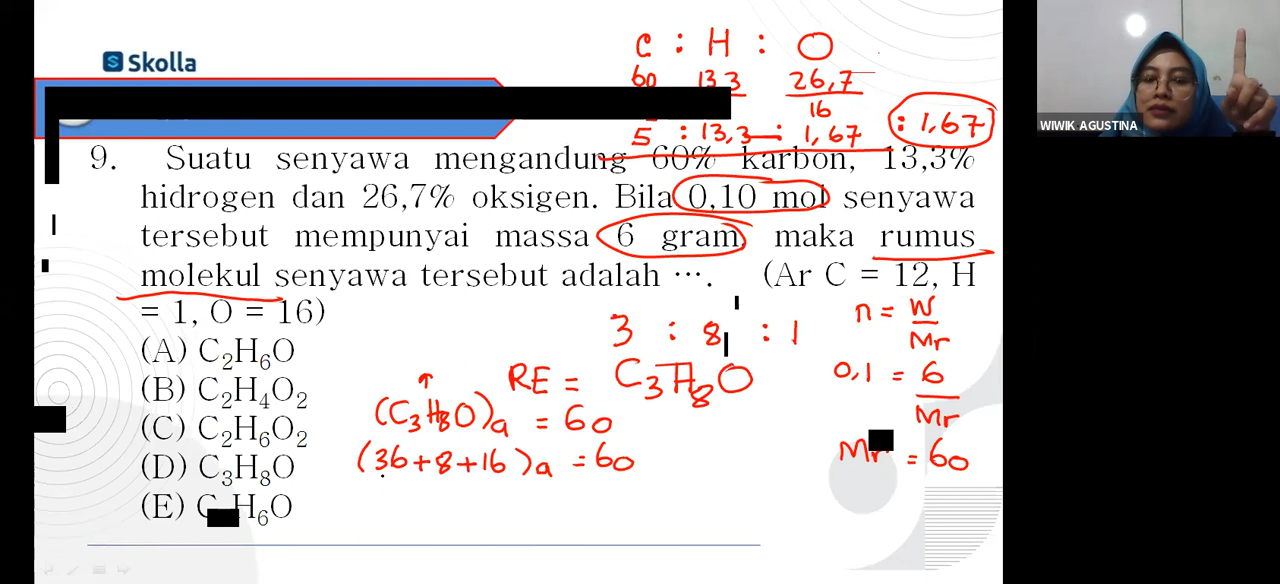 Skolla
C : H : O
60 13,3 26,7
16
5 : 13,3 : 1,67 : 1,67
WIWIK AGUSTINA
9. Suatu senyawa mengandung 60% karbon, 13,3%
hidrogen dan 26,7% oksigen. Bila 0,10 mol senyawa
tersebut mempunyai massa 6 gram, maka rumus
molekul senyawa tersebut adalah …. (Ar C = 12, H
= 1, O = 16)
3 : 8 : 1
n = W / Mr
(A) C₂H₆O
RE = C₃H₈O
0,1 = 6 / Mr
(B) C₂H₄O₂
(C₃H₈O)a = 60
(C) C₂H₆O₂
(36+8+16)a = 60
Mr = 60
(D) C₃H₈O
(E) H₆O